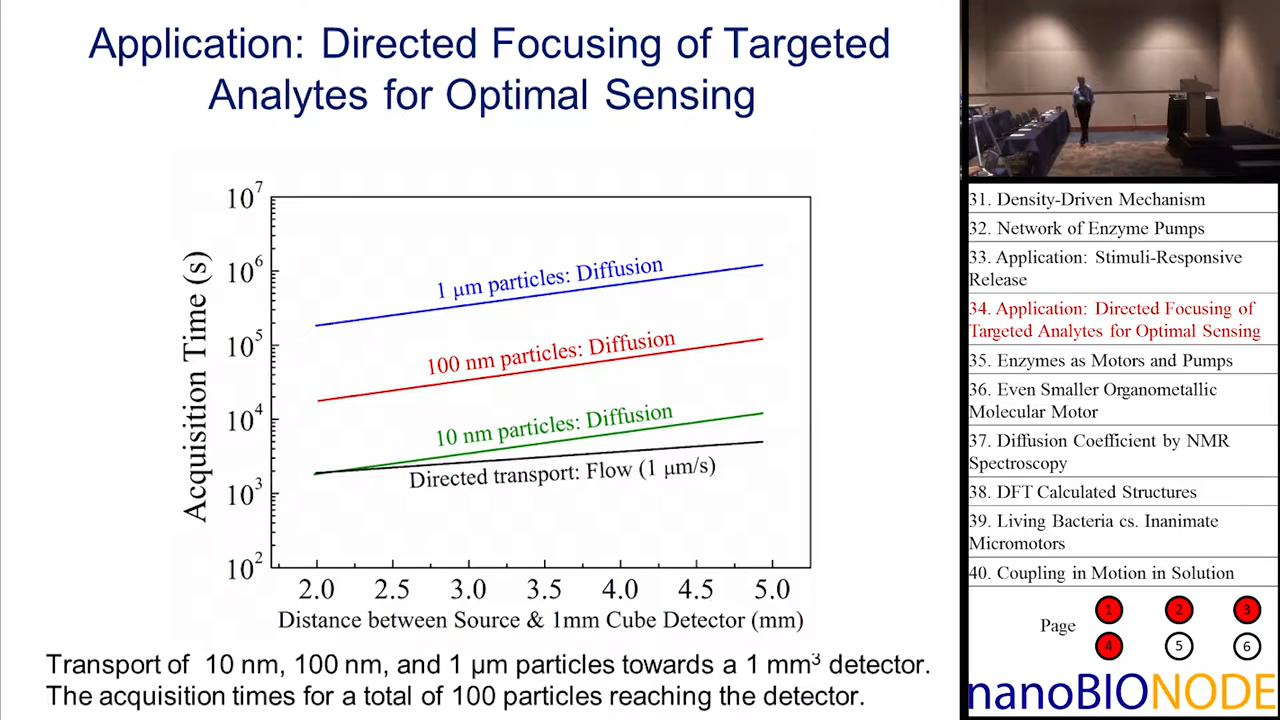 Application: Directed Focusing of Targeted
Analytes for Optimal Sensing
10⁷
10⁶
10⁵
10⁴
10³
10²
Acquisition Time (s)
1 μm particles: Diffusion
100 nm particles: Diffusion
10 nm particles: Diffusion
Directed transport: Flow (1 μm/s)
2.0 2.5 3.0 3.5 4.0 4.5 5.0
Distance between Source & 1mm Cube Detector (mm)
Transport of 10 nm, 100 nm, and 1 μm particles towards a 1 mm³ detector.
The acquisition times for a total of 100 particles reaching the detector.
31. Density-Driven Mechanism
32. Network of Enzyme Pumps
33. Application: Stimuli-Responsive
Release
34. Application: Directed Focusing of
Targeted Analytes for Optimal Sensing
35. Enzymes as Motors and Pumps
36. Even Smaller Organometallic
Molecular Motor
37. Diffusion Coefficient by NMR
Spectroscopy
38. DFT Calculated Structures
39. Living Bacteria cs. Inanimate
Micromotors
40. Coupling in Motion in Solution
Page 1 2 3
4 5 6
nanoBIONODE